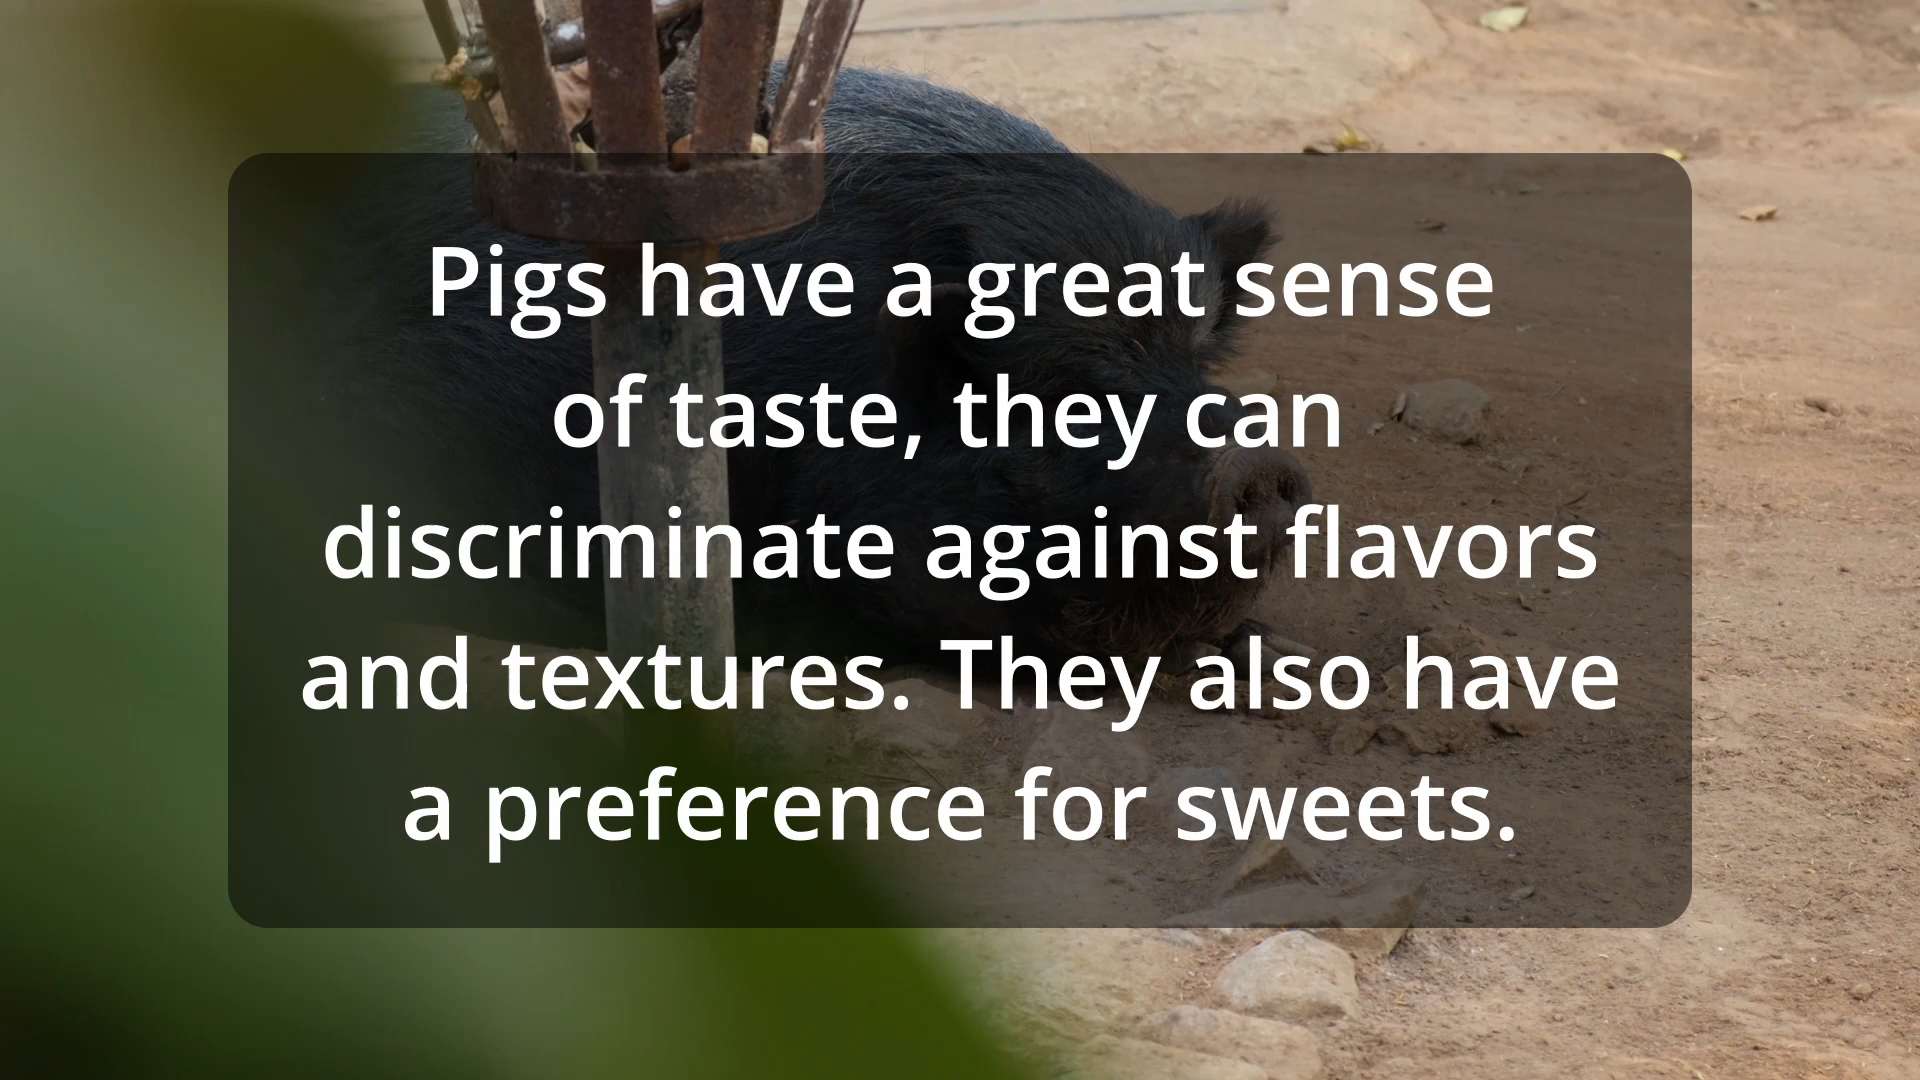 Pigs have a great sense
of taste, they can
discriminate against flavors
and textures. They also have
a preference for sweets.